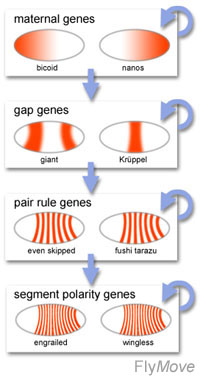 maternal genes
bicoid nanos
gap genes
giant Krüppel
pair rule genes
even skipped fushi tarazu
segment polarity genes
engrailed wingless
FlyMove